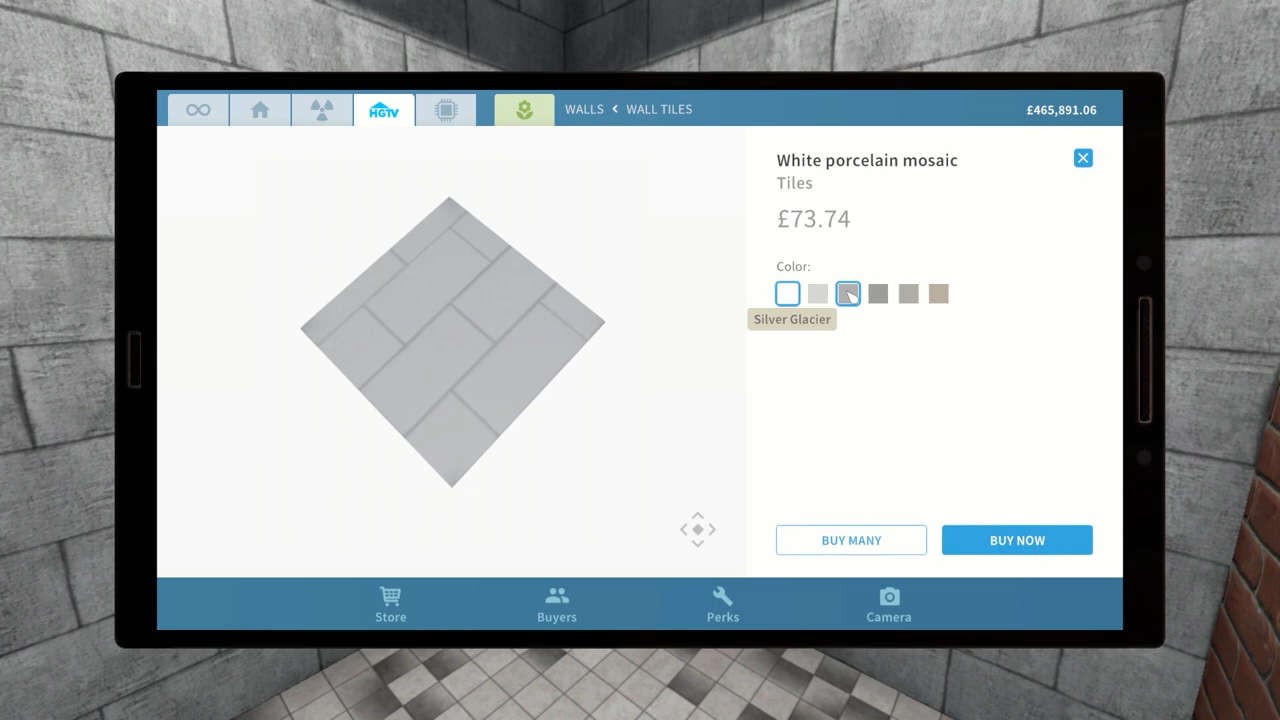 HGTV
WALLS < WALL TILES
£465,891.06
White porcelain mosaic
Tiles
£73.74
Color:
Silver Glacier
BUY MANY
BUY NOW
Store
Buyers
Perks
Camera